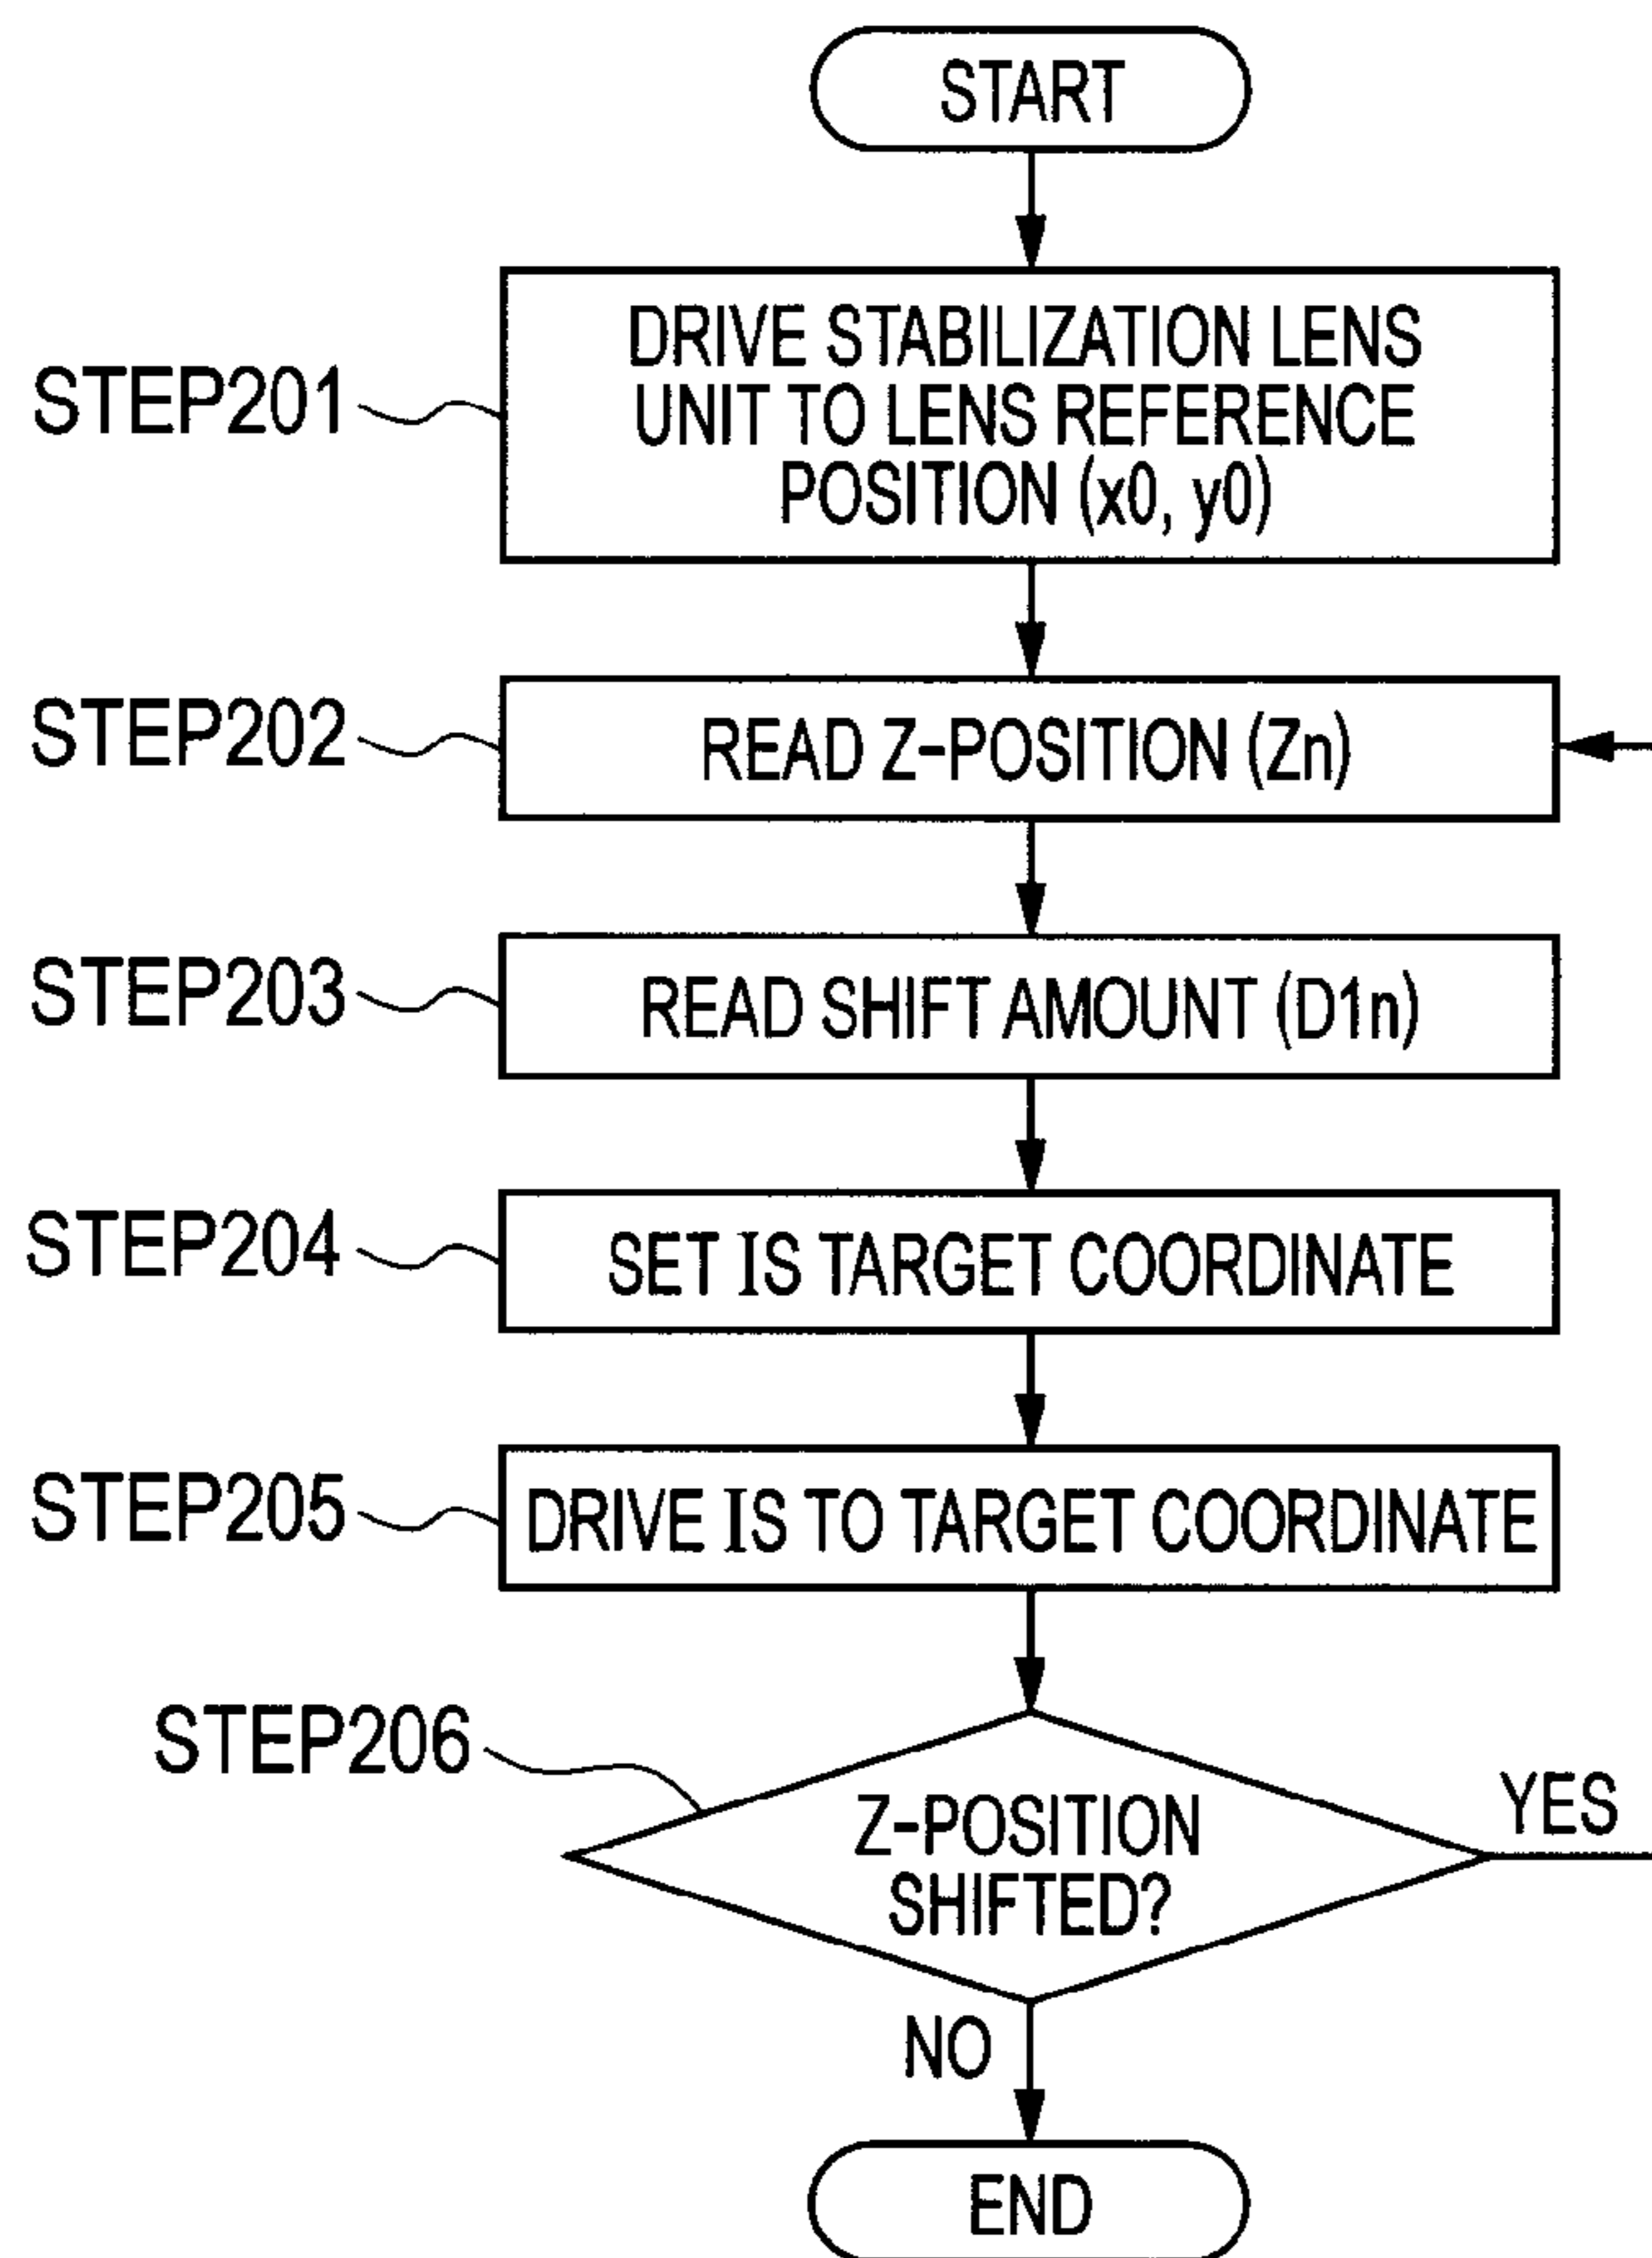 START
STEP201
DRIVE STABILIZATION LENS
UNIT TO LENS REFERENCE
POSITION (x0, y0)
STEP202
READ Z-POSITION (Zn)
STEP203
READ SHIFT AMOUNT (D1n)
STEP204
SET IS TARGET COORDINATE
STEP205
DRIVE IS TO TARGET COORDINATE
STEP206
Z-POSITION
SHIFTED?
YES
NO
END